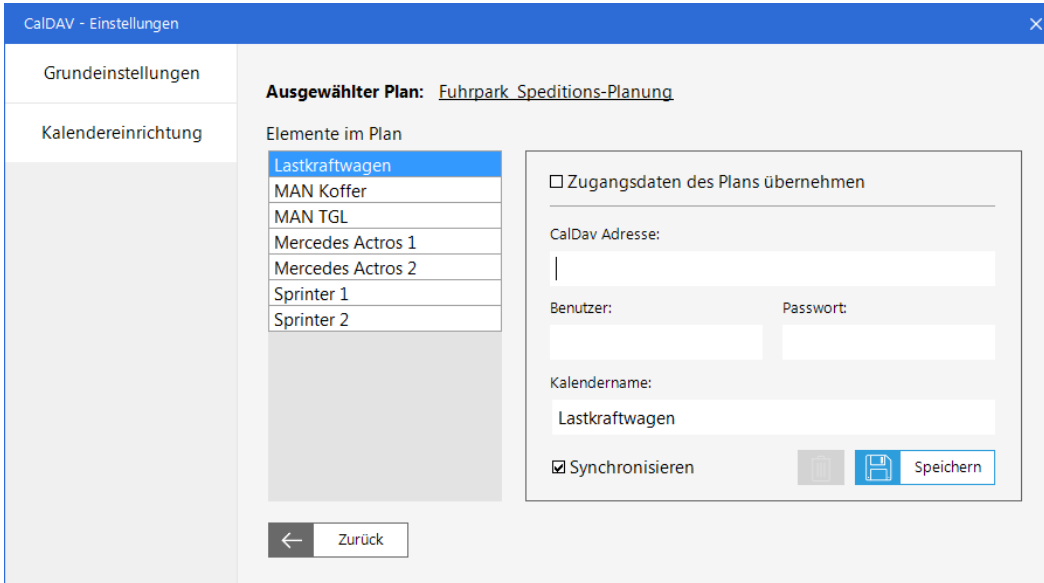 CalDAV - Einstellungen
Grundeinstellungen
Kalendereinrichtung
Ausgewählter Plan: Fuhrpark Speditions-Planung
Elemente im Plan
Lastkraftwagen
MAN Koffer
MAN TGL
Mercedes Actros 1
Mercedes Actros 2
Sprinter 1
Sprinter 2
Zugangsdaten des Plans übernehmen
CalDav Adresse:
Benutzer: Passwort:
Kalendername:
Lastkraftwagen
Synchronisieren Speichern
Zurück